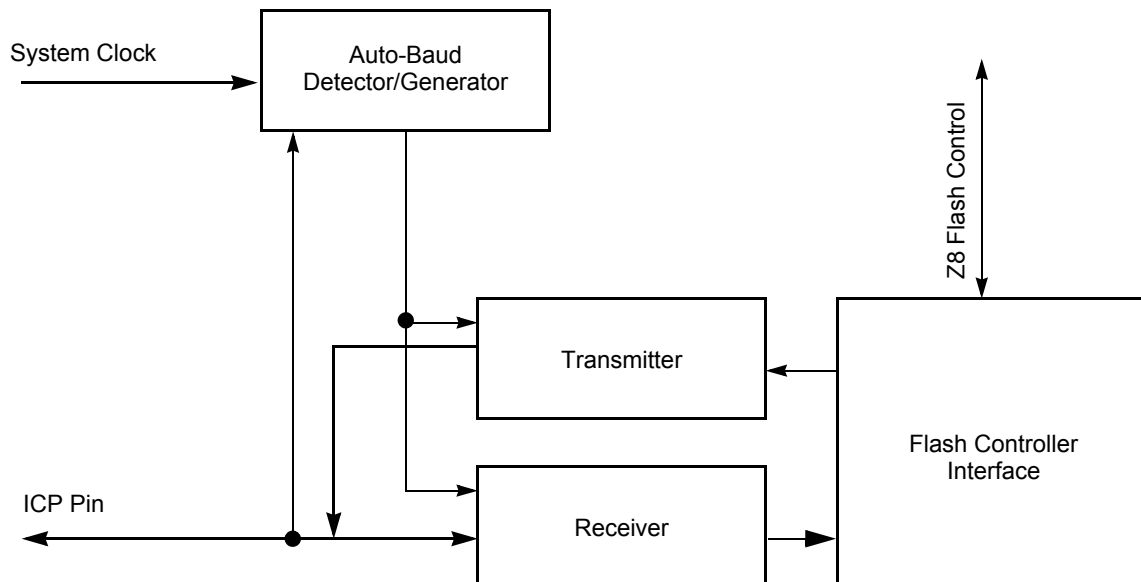 System Clock
Auto-Baud
Detector/Generator
Z8 Flash Control
Transmitter
Flash Controller
Interface
ICP Pin
Receiver